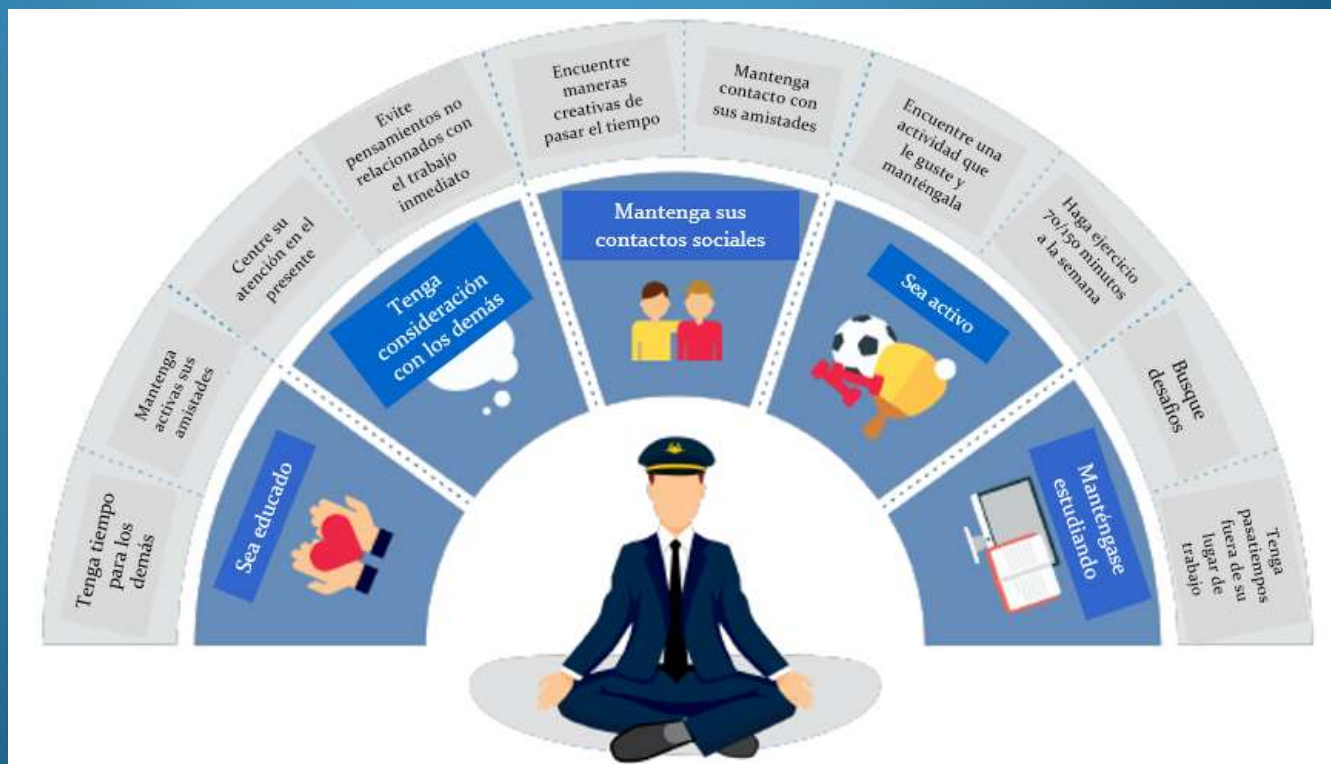 Tenga tiempo
para los
demás
Mantenga
activas sus
amistades
Centre su
atención en el
presente
Evite
pensamientos no
relacionados con
el trabajo
inmediato
Encuentre
maneras
creativas de
pasar el tiempo
Mantenga
contacto con
sus amistades
Encuentre una
actividad que
le guste y
manténgala
Haga ejercicio
70/150 minutos
a la semana
Busque
desafíos
Tenga
pasatiempos
fuera de su
lugar de
trabajo
Sea educado
Tenga
consideración
con los demás
Mantenga sus
contactos sociales
Sea activo
Manténgase
estudiando